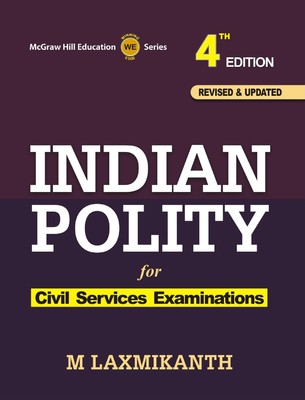 McGraw Hill Education WE Series
4TH EDITION
REVISED & UPDATED
INDIAN
POLITY
for
Civil Services Examinations
M LAXMIKANTH